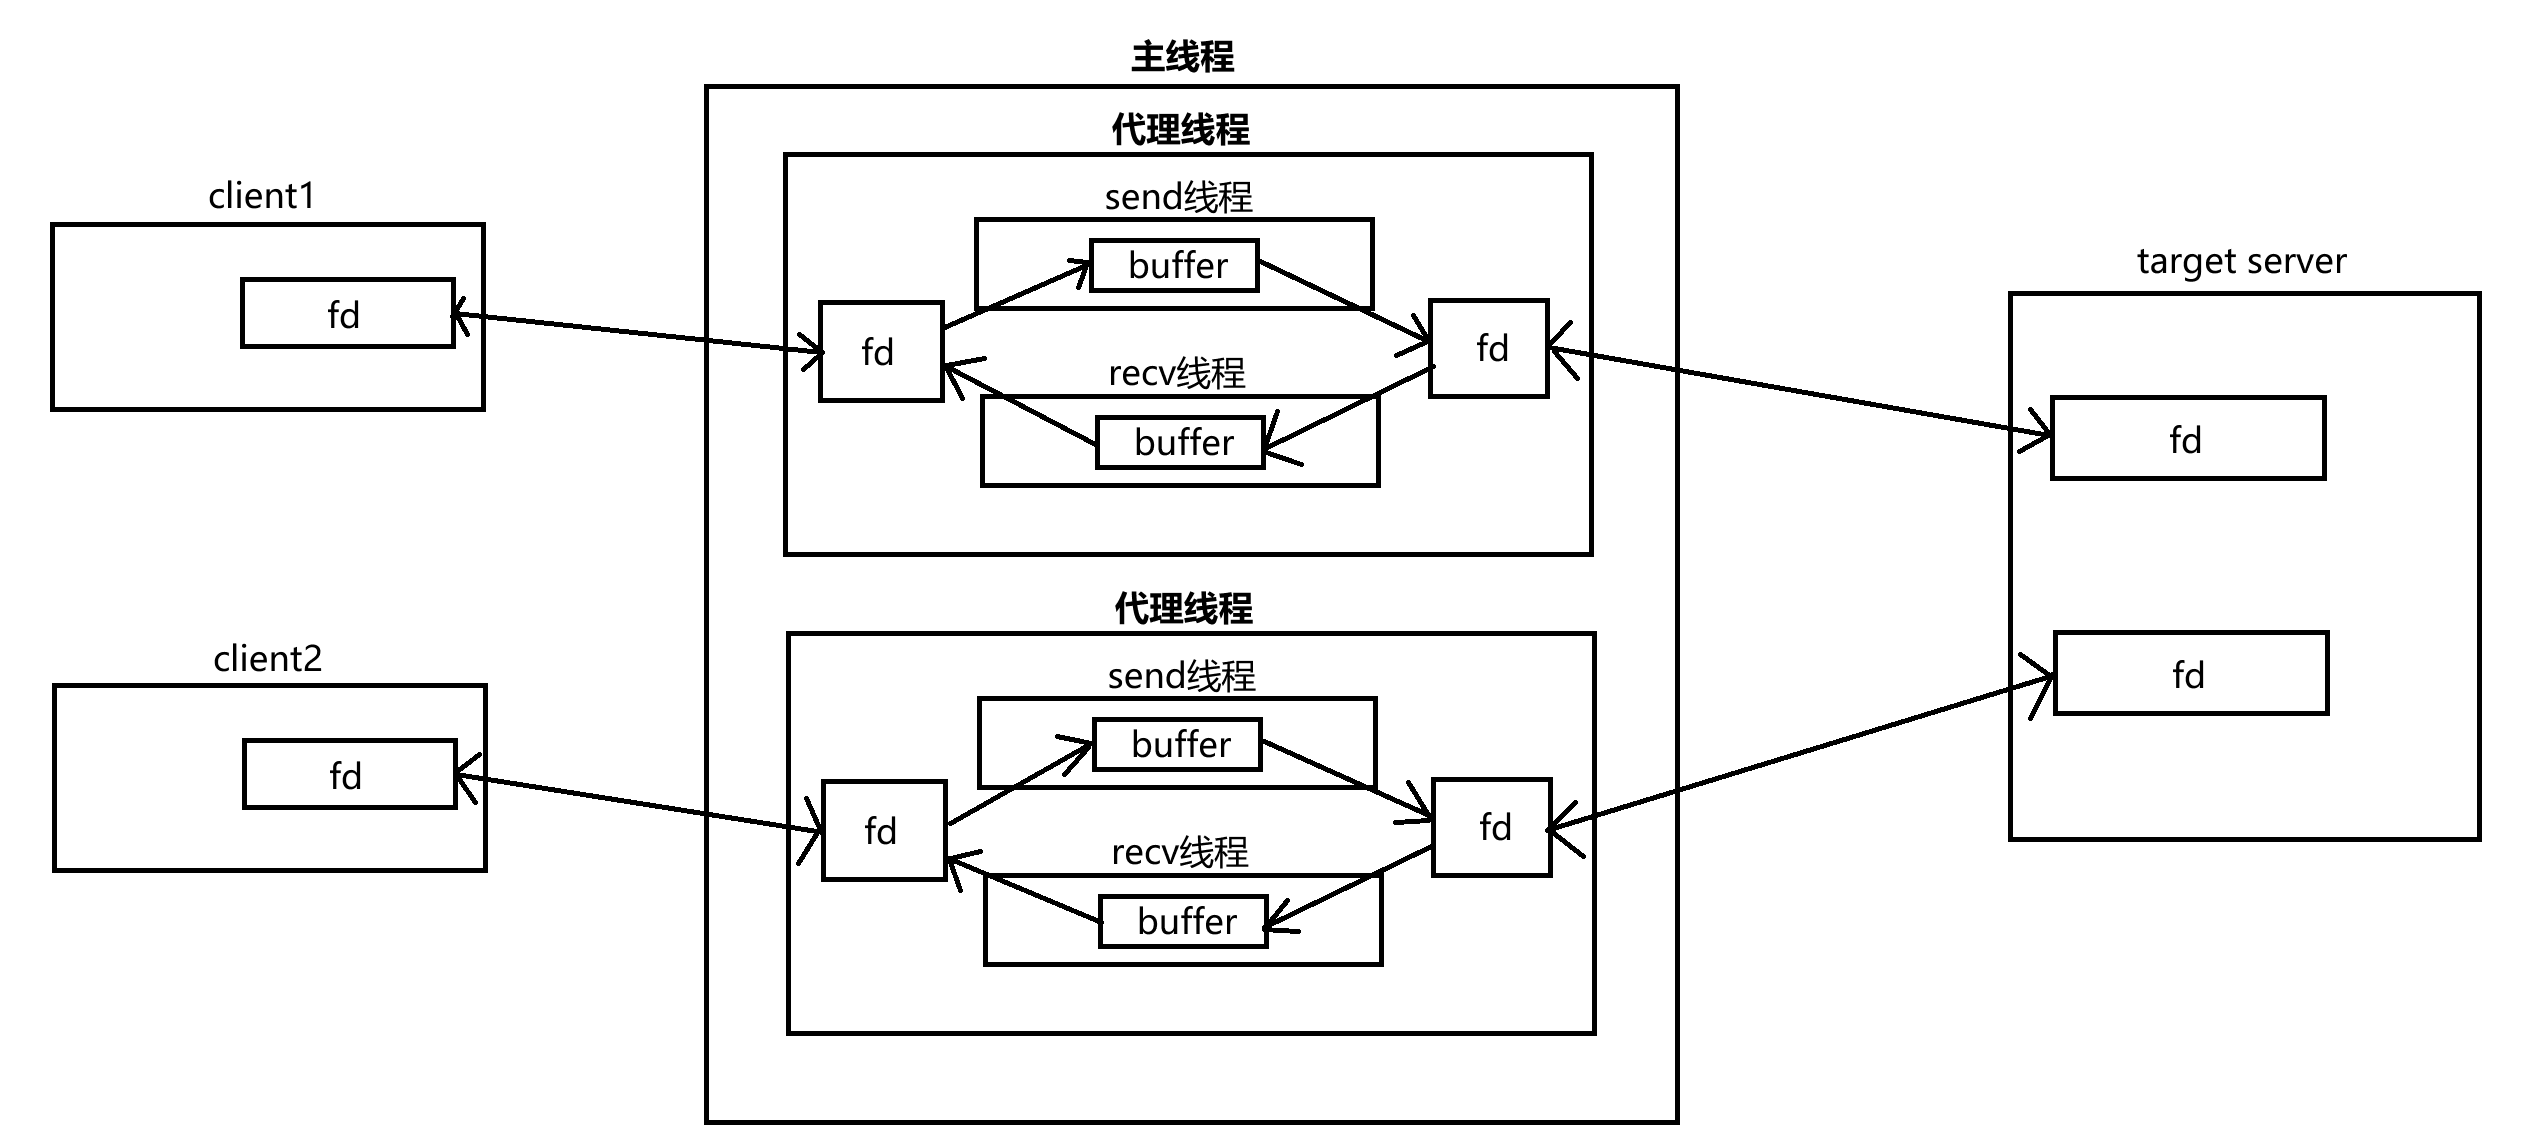 主线程
代理线程
client1
send线程
buffer
fd
fd
fd
recv线程
buffer
target server
fd
代理线程
client2
send线程
buffer
fd
fd
fd
recv线程
buffer
fd